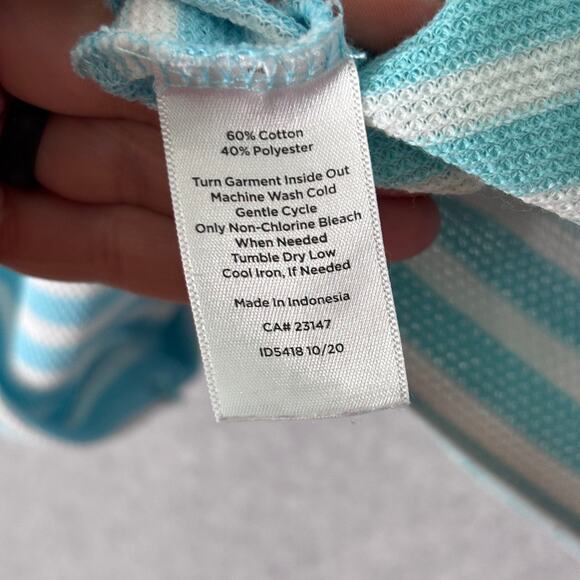 60% Cotton
40% Polyester
Turn Garment Inside Out
Machine Wash Cold
Gentle Cycle
Only Non-Chlorine Bleach
When Needed
Tumble Dry Low
Cool Iron, If Needed
Made In Indonesia
CA# 23147
ID5418 10/20